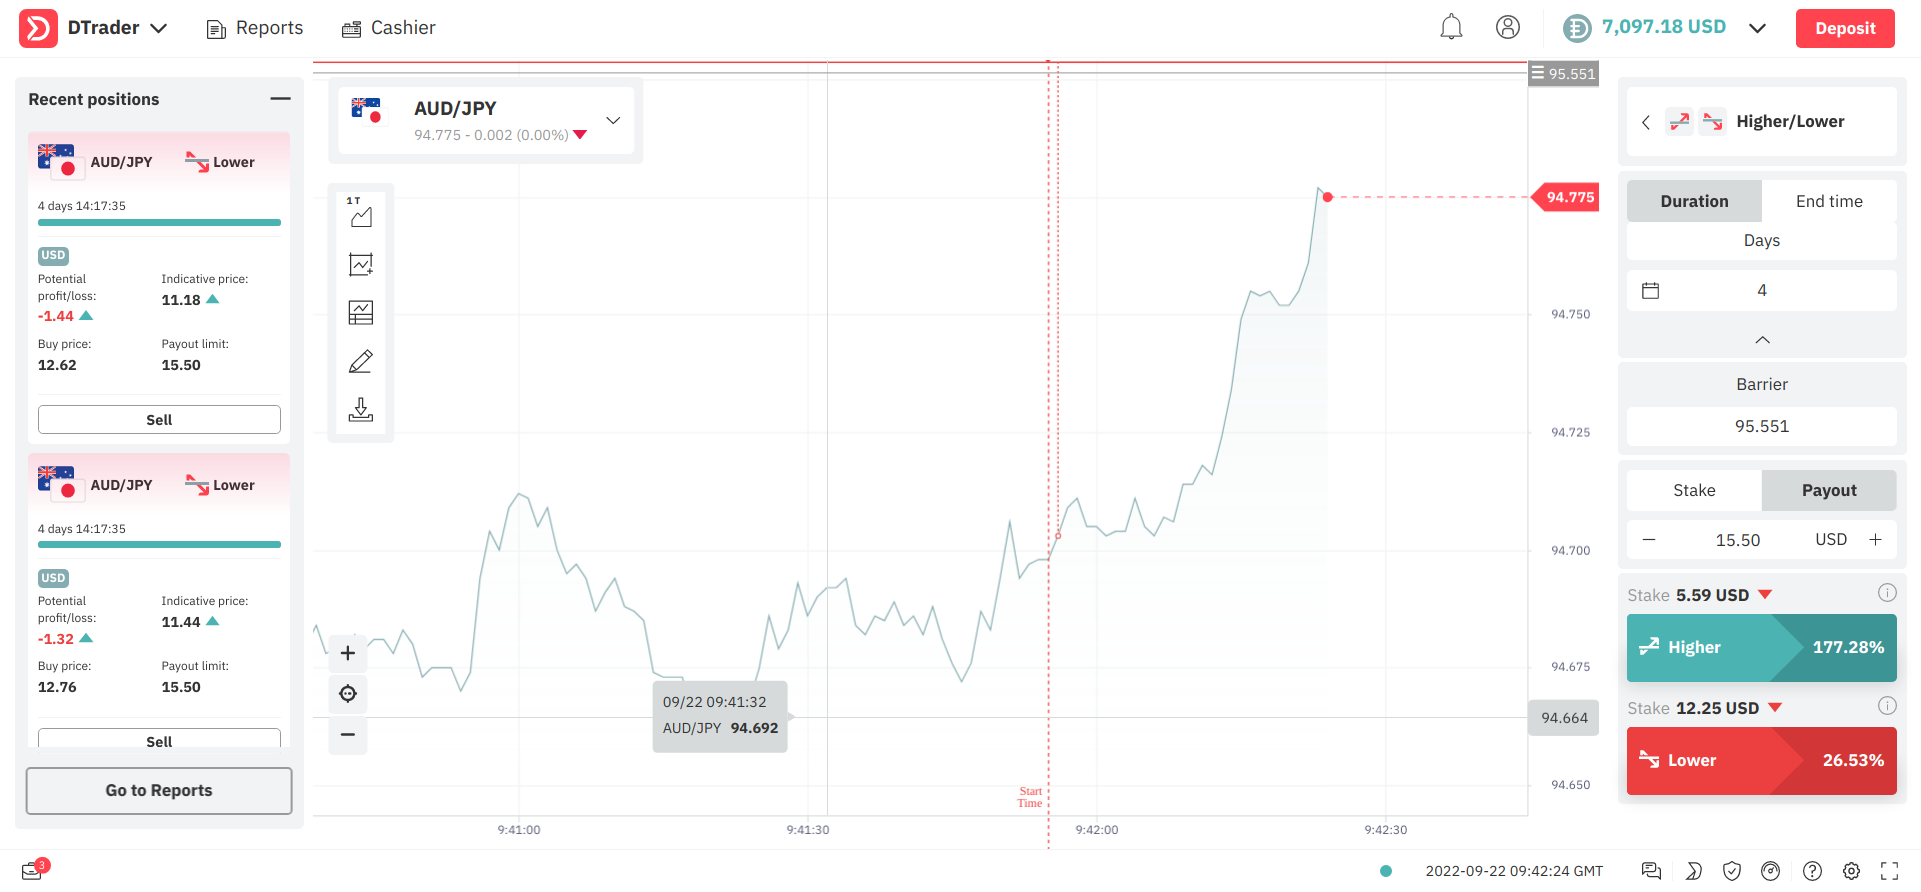 DTrader
Reports
Cashier
7,097.18 USD
Deposit
Recent positions
AUD/JPY
Lower
4 days 14:17:35
USD
Potential
profit/loss:
-1.44
Indicative price:
11.18
Buy price:
12.62
Payout limit:
15.50
Sell
AUD/JPY
Lower
4 days 14:17:35
USD
Potential
profit/loss:
-1.32
Indicative price:
11.44
Buy price:
12.76
Payout limit:
15.50
Sell
Go to Reports
3
AUD/JPY
94.775 - 0.002 (0.00%)
1 T
09/22 09:41:32
AUD/JPY 94.692
Start
Time
95.551
94.775
94.750
94.725
94.700
94.675
94.664
94.650
9:41:00
9:41:30
9:42:00
9:42:30
Higher/Lower
Duration
End time
Days
4
Barrier
95.551
Stake
Payout
15.50
USD
Stake 5.59 USD
Higher
177.28%
Stake 12.25 USD
Lower
26.53%
2022-09-22 09:42:24 GMT